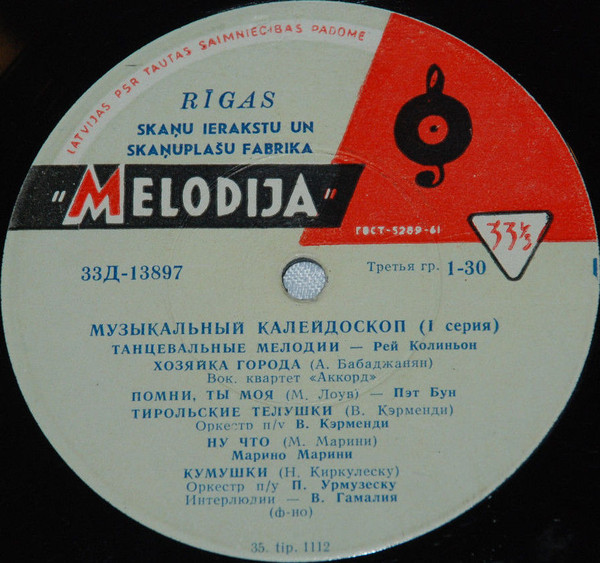 LATVIJAS PSR TAUTAS SAIMNIECĪBAS PADOME
RĪGAS
SKAŅU IERAKSTU UN
SKAŅUPLAŠU FABRIKA
"MELODIJA"
ГОСТ-5289-61
33⅓
33Д-13897
Третья гр. 1-30
МУЗЫКАЛЬНЫЙ КАЛЕЙДОСКОП (I серия)
ТАНЦЕВАЛЬНЫЕ МЕЛОДИИ — Рей Колиньон
ХОЗЯЙКА ГОРОДА (А. Бабаджанян)
Вок. квартет «Аккорд»
ПОМНИ, ТЫ МОЯ (М. Лоув) — Пэт Бун
ТИРОЛЬСКИЕ ТЕЛУШКИ (В. Кэрменди)
Оркестр п/у В. Кэрменди
НУ ЧТО (М. Марини)
Марино Марини
КУМУШКИ (Н. Киркулеску)
Оркестр п/у П. Урмузеску
Интерлюдии — В. Гамалия
(ф-но)
35. tip. 1112